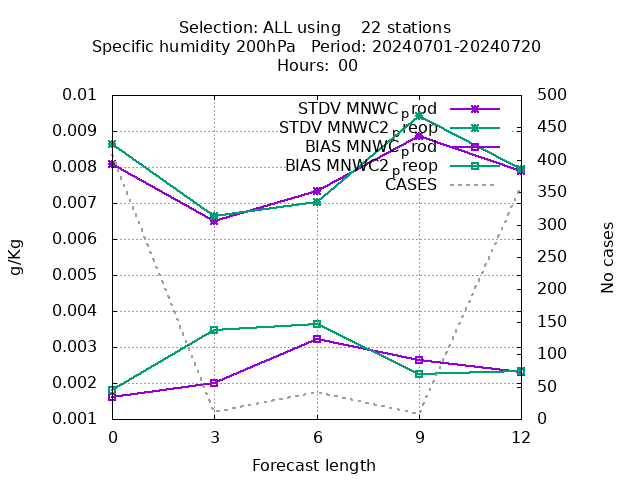 Selection: ALL using    22 stations
Specific humidity 200hPa   Period: 20240701-20240720
Hours: 00
STDV MNWC_prod
STDV MNWC2_preop
BIAS MNWC_prod
BIAS MNWC2_preop
CASES
0.01
0.009
0.008
0.007
0.006
0.005
0.004
0.003
0.002
0.001
500
450
400
350
300
250
200
150
100
50
0
0 3 6 9 12
g/Kg
No cases
Forecast length